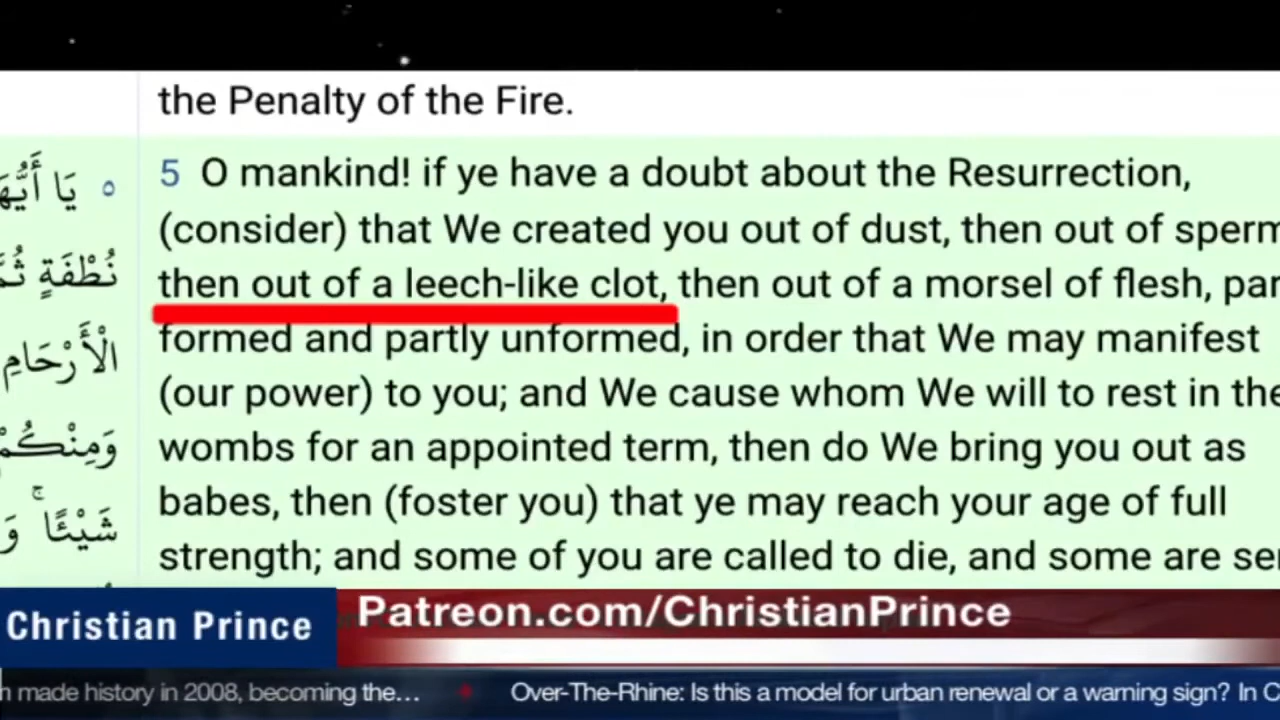 the Penalty of the Fire.
٥ يَا أَيُّهَا
5 O mankind! if ye have a doubt about the Resurrection,
(consider) that We created you out of dust, then out of sperm
نُطْفَةٍ ثُمَّ
then out of a leech-like clot, then out of a morsel of flesh,
الْأَرْحَامِ
formed and partly unformed, in order that We may manifest
(our power) to you; and We cause whom We will to rest in the
وَمِنْكُمْ
wombs for an appointed term, then do We bring you out as
babes, then (foster you) that ye may reach your age of full
شَيْئًا ۚ وَ
strength; and some of you are called to die, and some are
Christian Prince
Patreon.com/ChristianPrince
made history in 2008, becoming the...
Over-The-Rhine: Is this a model for urban renewal or a warning sign? In